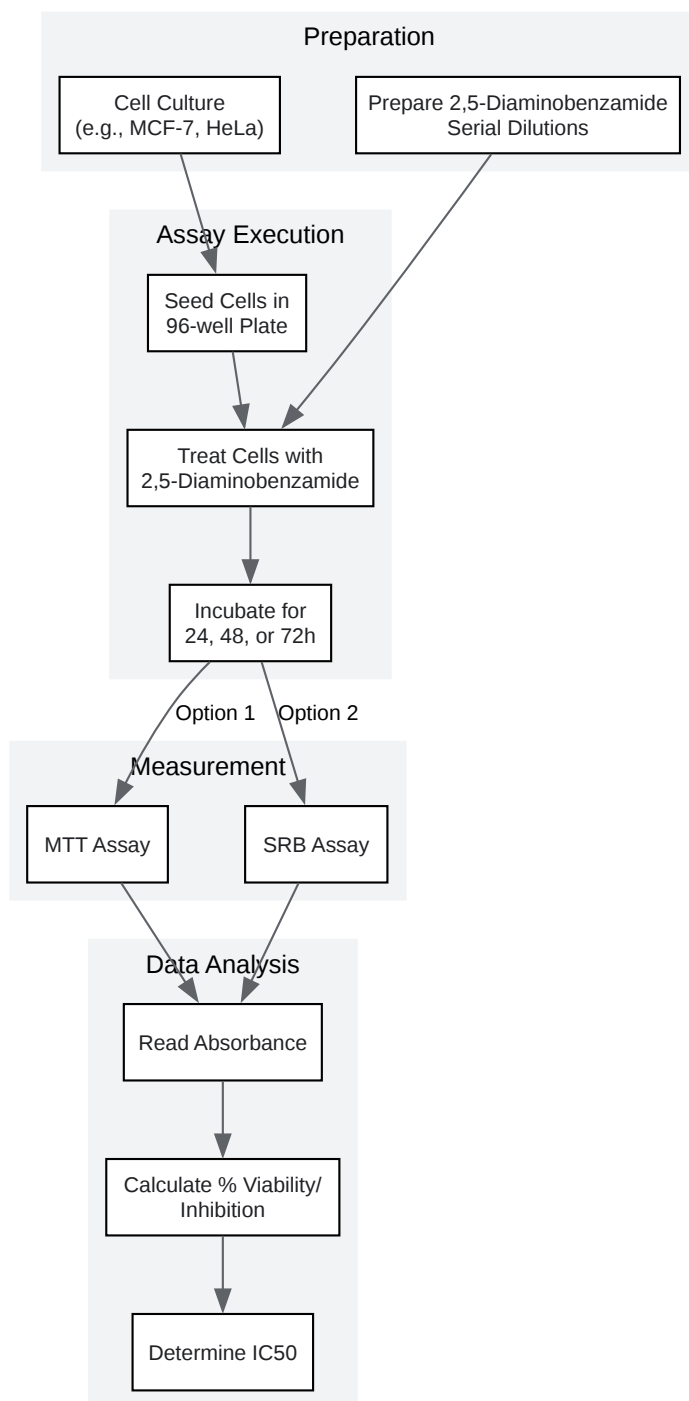 Preparation
Cell Culture
(e.g., MCF-7, HeLa)
Prepare 2,5-Diaminobenzamide
Serial Dilutions
Assay Execution
Seed Cells in
96-well Plate
Treat Cells with
2,5-Diaminobenzamide
Incubate for
24, 48, or 72h
Option 1
Option 2
Measurement
MTT Assay
SRB Assay
Data Analysis
Read Absorbance
Calculate % Viability/
Inhibition
Determine IC50